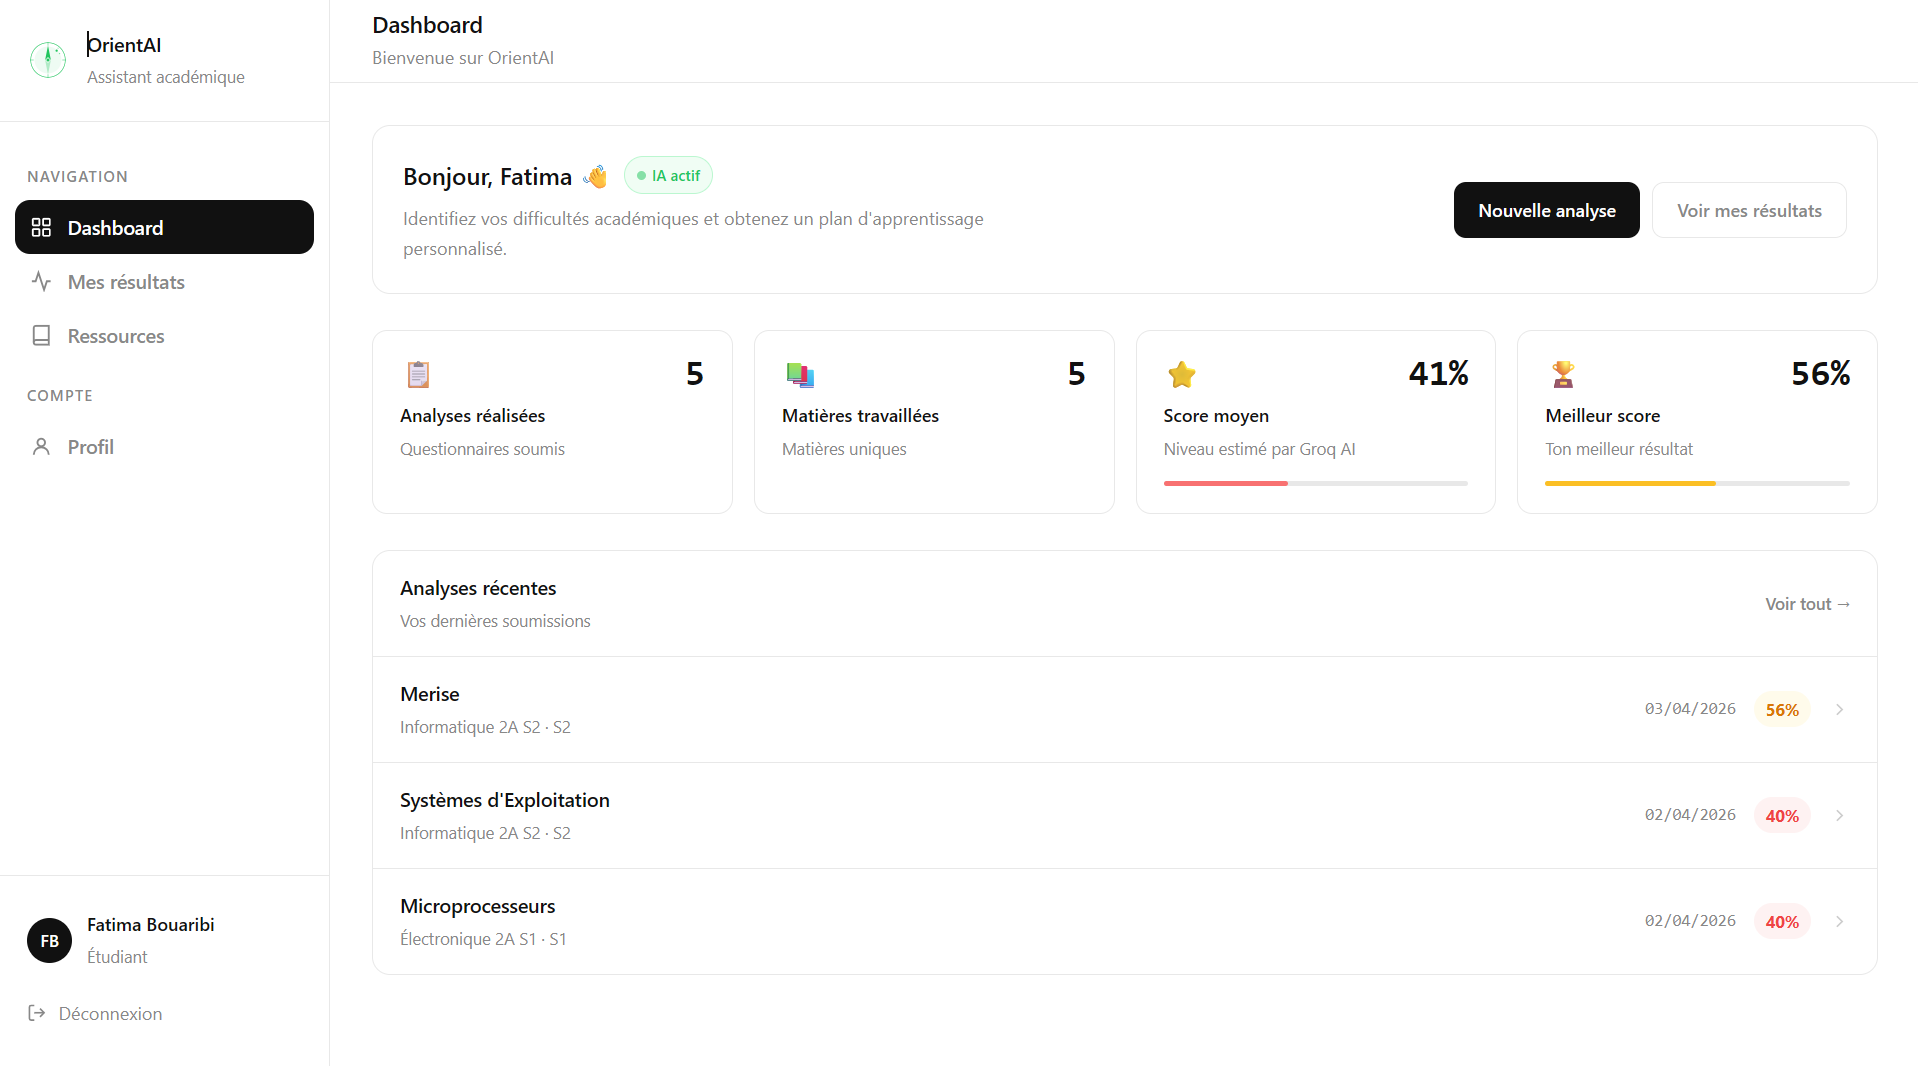 OrientAI
Assistant académique
NAVIGATION
Dashboard
Mes résultats
Ressources
COMPTE
Profil
Fatima Bouaribi
FB
Étudiant
Déconnexion
Dashboard
Bienvenue sur OrientAI
Bonjour, Fatima 👋 IA actif
Identifiez vos difficultés académiques et obtenez un plan d'apprentissage
personnalisé.
Nouvelle analyse
Voir mes résultats
5
Analyses réalisées
Questionnaires soumis
5
Matières travaillées
Matières uniques
41%
Score moyen
Niveau estimé par Groq AI
56%
Meilleur score
Ton meilleur résultat
Analyses récentes
Vos dernières soumissions
Voir tout →
Merise
Informatique 2A S2 · S2
03/04/2026 56%
Systèmes d'Exploitation
Informatique 2A S2 · S2
02/04/2026 40%
Microprocesseurs
Électronique 2A S1 · S1
02/04/2026 40%